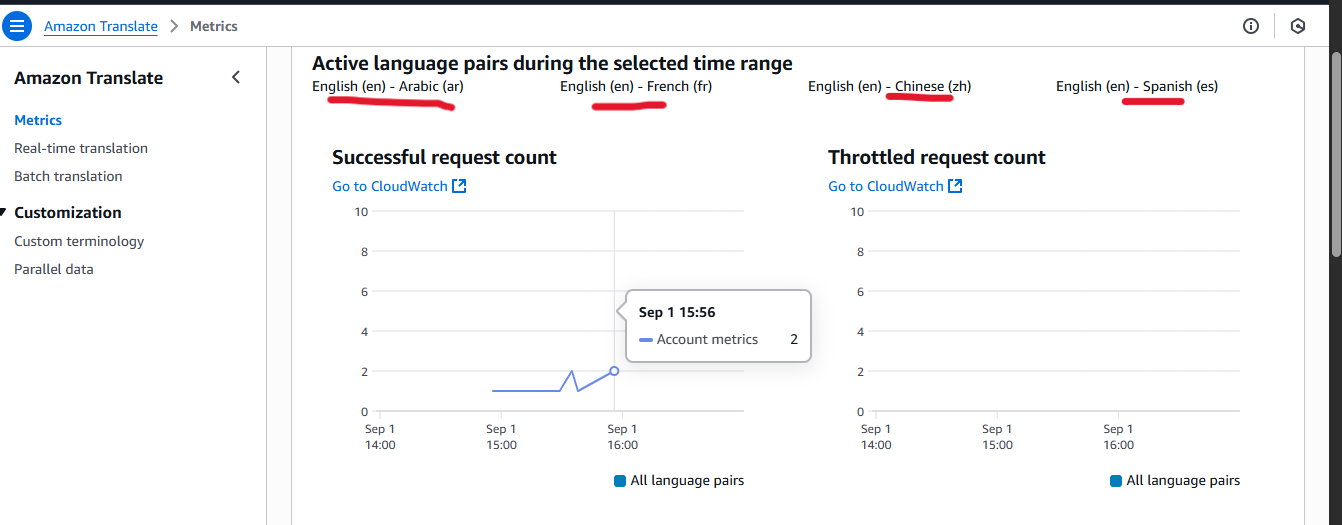 Amazon Translate > Metrics
Amazon Translate
Metrics
Real-time translation
Batch translation
Customization
Custom terminology
Parallel data
Active language pairs during the selected time range
English (en) - Arabic (ar) English (en) - French (fr) English (en) - Chinese (zh) English (en) - Spanish (es)
Successful request count
Go to CloudWatch
10
8
6
4
2
0
Sep 1 15:56
Account metrics 2
Sep 1 Sep 1 Sep 1
14:00 15:00 16:00
All language pairs
Throttled request count
Go to CloudWatch
10
8
6
4
2
0
Sep 1 Sep 1 Sep 1
14:00 15:00 16:00
All language pairs